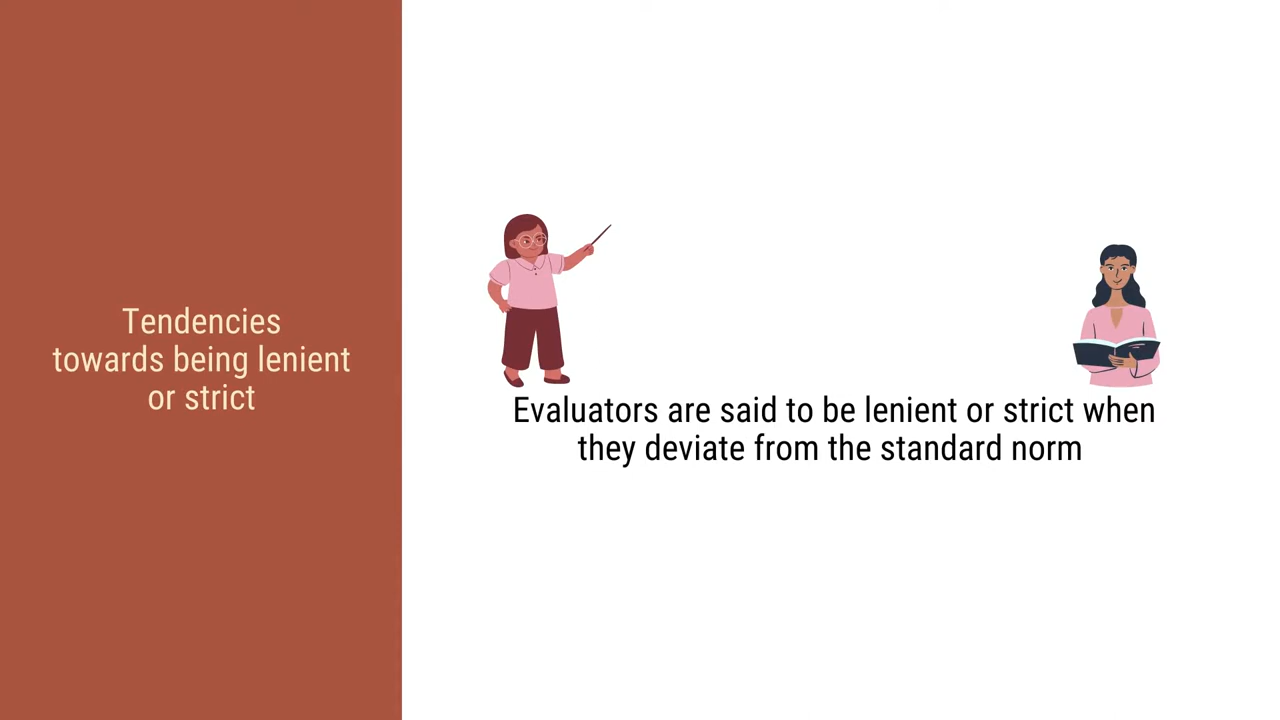 Tendencies
towards being lenient
or strict
Evaluators are said to be lenient or strict when
they deviate from the standard norm